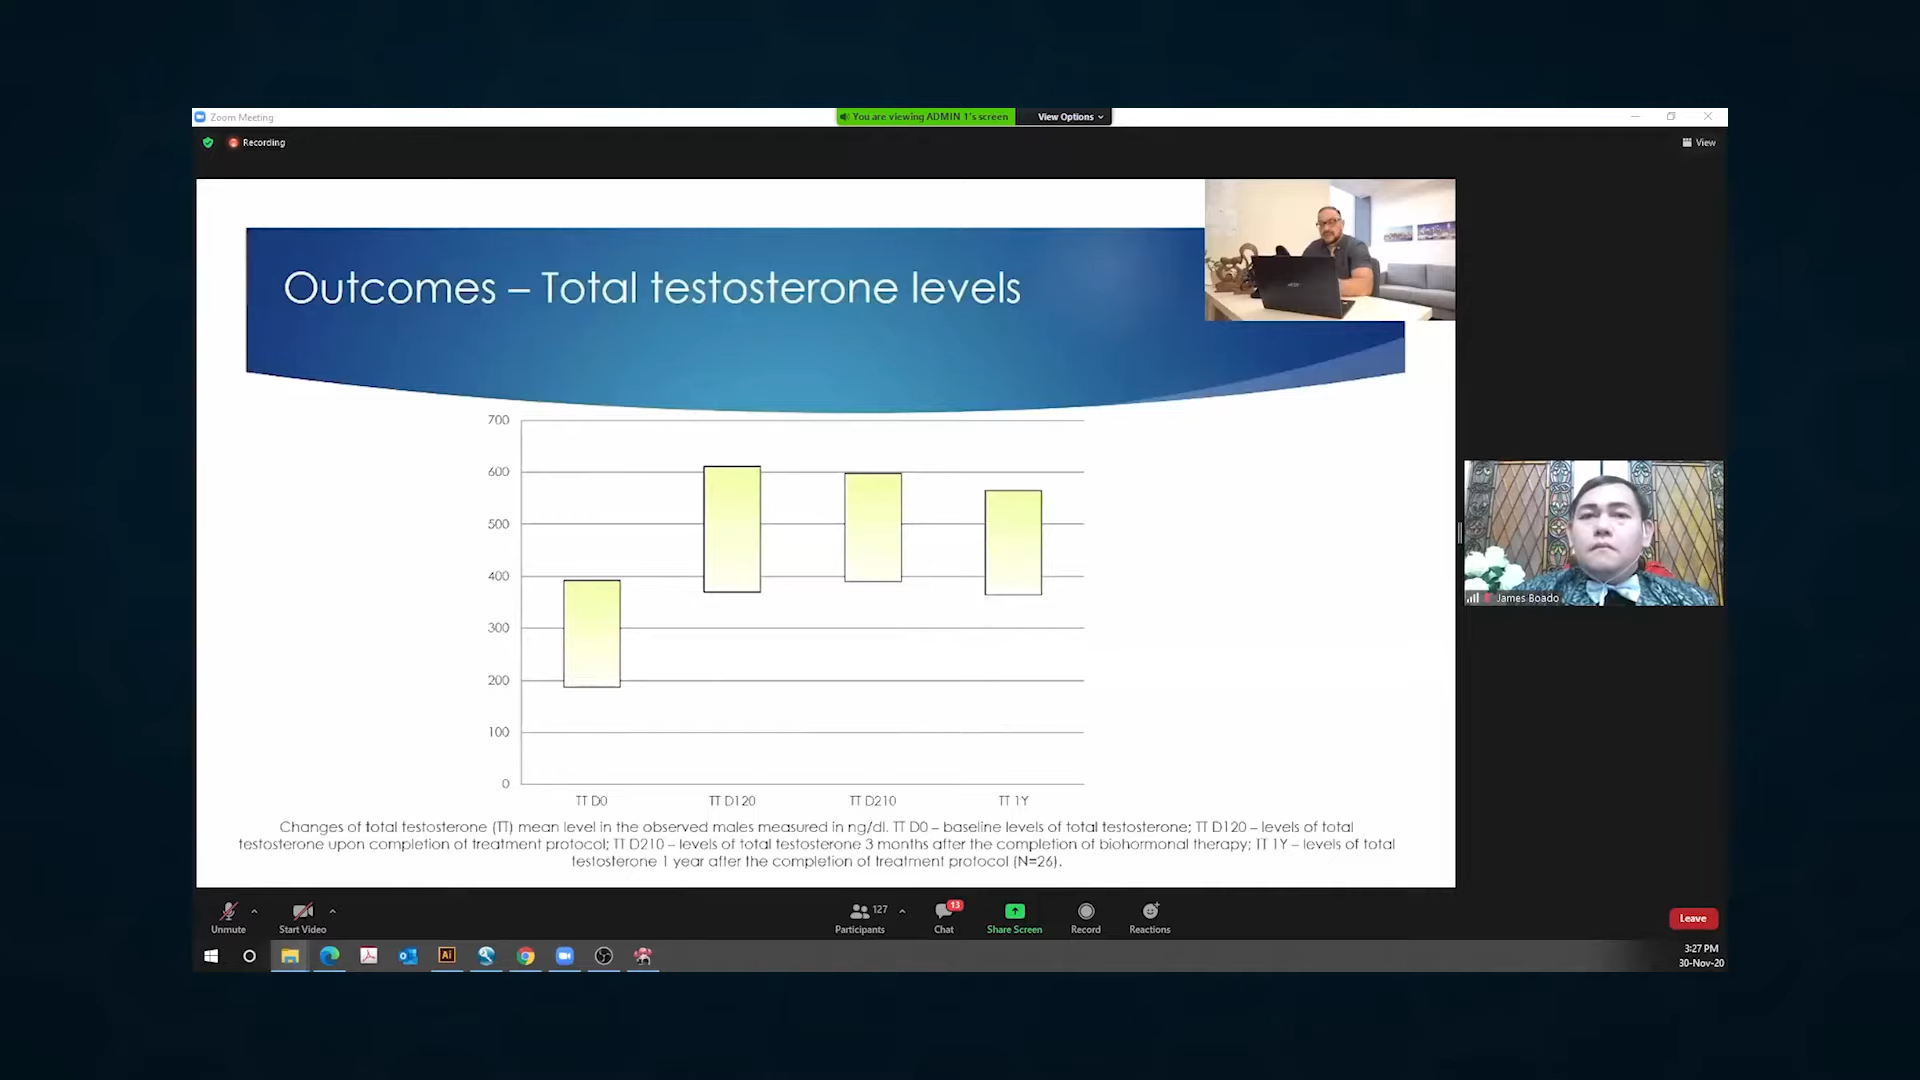 Zoom Meeting
You are viewing ADMIN 1's screen
View Options
Recording
View
Outcomes – Total testosterone levels
700
600
500
400
300
200
100
0
TT D0
TT D120
TT D210
TT 1Y
Changes of total testosterone (TT) mean level in the observed males measured in ng/dl. TT D0 – baseline levels of total testosterone; TT D120 – levels of total
testosterone upon completion of treatment protocol; TT D210 – levels of total testosterone 3 months after the completion of biohormonal therapy; TT 1Y – levels of total
testosterone 1 year after the completion of treatment protocol (N=26).
James Boado
Unmute
Start Video
127
Participants
13
Chat
Share Screen
Record
Reactions
Leave
Ai
3:27 PM
30-Nov-20